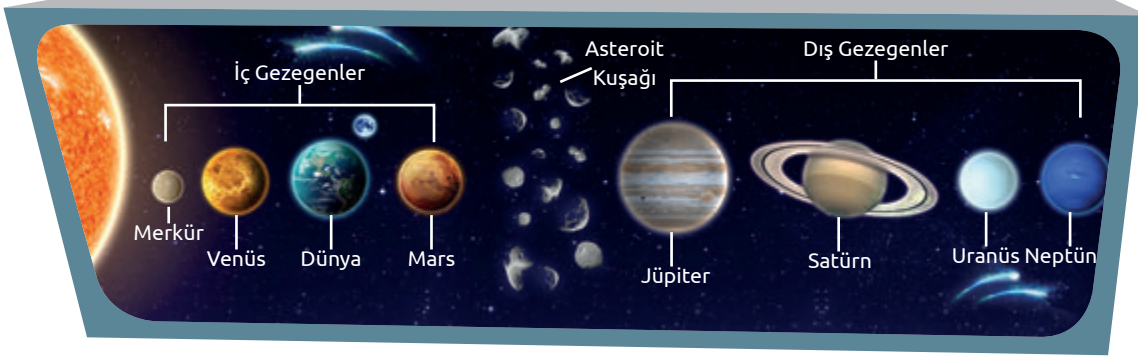 İç Gezegenler
Asteroit
Kuşağı
Dış Gezegenler
Merkür
Venüs
Dünya
Mars
Jüpiter
Satürn
Uranüs
Neptün